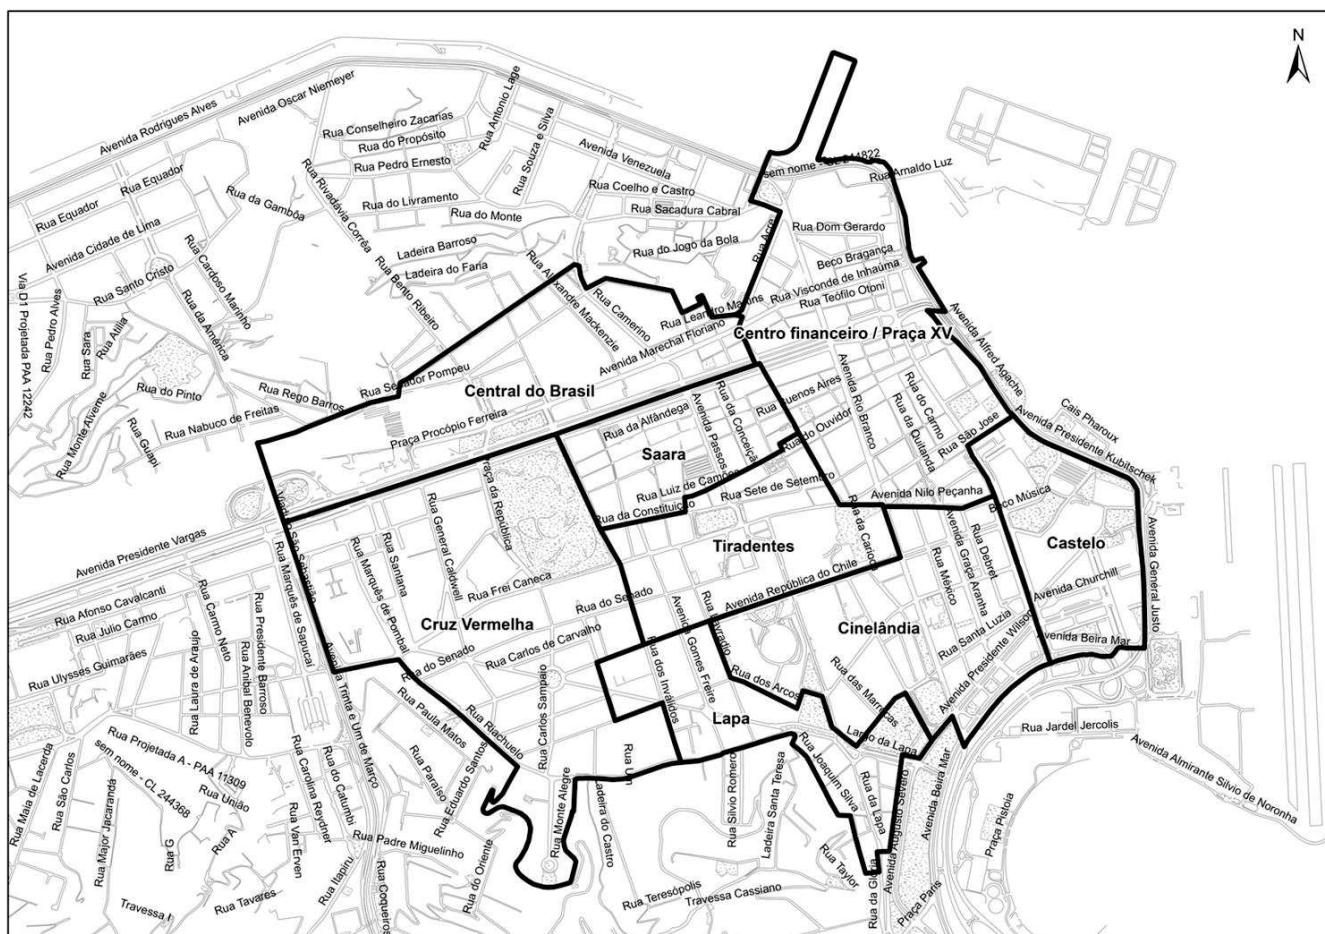 N
Avenida Rodrigues Alves
Avenida Oscar Niemeyer
Rua Conselheiro Zacarias
Rua do Propósito
Rua Pedro Ernesto
Rua Antonio Lage
Rua Souza e Silva
Avenida Venezuela
sem nome - CL 244822
Rua Arnaldo Luz
Rua Equador
Rua Equador
Rua da Gambôa
Rua Rivadávia Corrêa
Rua do Livramento
Rua Coelho e Castro
Rua Sacadura Cabral
Rua do Monte
Rua Acre
Rua Dom Gerardo
Avenida Cidade de Lima
Ladeira Barroso
Rua do Jogo da Bola
Beco Bragança
Rua Santo Cristo
Rua Cardoso Marinho
Ladeira do Faria
Rua Alexandre Mackenzie
Rua Visconde de Inhaúma
Rua Teófilo Otoni
Via D1 Projetada PAA 12242
Rua Pedro Alves
Rua Sara
Rua Atilia
Rua da América
Rua Bento Ribeiro
Rua Camerino
Rua Leandro Martins
Avenida Marechal Floriano
Centro financeiro / Praça XV
Avenida Alfred Agache
Rua do Pinto
Rua Rego Barros
Rua Senador Pompeu
Central do Brasil
Rua Monte Alverne
Rua Guapi
Rua Nabuco de Freitas
Praça Procópio Ferreira
Rua da Alfândega
Avenida Passos
Rua da Conceição
Rua Buenos Aires
Rua do Ouvidor
Avenida Rio Branco
Rua do Carmo
Rua da Quitanda
Rua São Jose
Cais Pharoux
Avenida Presidente Kubitschek
Saara
Rua Luiz de Camões
Rua Sete de Setembro
Rua da Constituição
Avenida Nilo Peçanha
Beco Música
Avenida Presidente Vargas
Praça da República
Rua General Caldwell
Rua Santana
Rua Marquês de Pombal
Rua Marquês de Sapucaí
Tiradentes
Rua da Carioca
Avenida República do Chile
Avenida Graça Aranha
Rua Debret
Rua México
Castelo
Avenida General Justo
Avenida Churchill
Rua Afonso Cavalcanti
Rua Julio Carmo
Rua Carmo Neto
Rua Presidente Barroso
Rua Anibal Benevolo
Rua Laura de Araujo
Rua Ulysses Guimarães
Rua Frei Caneca
Rua do Senado
Cruz Vermelha
Rua Carlos de Carvalho
Rua do Senado
Avenida Gomes Freire
Rua dos Inválidos
Rua dos Arcos
Cinelândia
Rua Santa Luzia
Avenida Beira Mar
Avenida Presidente Wilson
Rua das Marrecas
Largo da Lapa
Lapa
Avenida Trinta e Um de Março
Rua Paula Matos
Rua Riachuelo
Rua Carlos Sampaio
Rua Jardel Jercolis
Avenida Almirante Silvio de Noronha
Rua Maia de Lacerda
Rua São Carlos
Rua Projetada A - PAA 11309
sem nome - CL 244368
Rua União
Rua Major Jacarandá
Rua G
Rua A
Rua Carolina Reydner
Rua do Catumbi
Rua Van Erven
Rua Itapiru
Rua Paraíso
Rua Eduardo Santos
Rua Monte Alegre
Ladeira do Castro
Rua Silvio Romero
Ladeira Santa Teresa
Rua Joaquim Silva
Rua da Lapa
Avenida Augusto Severo
Avenida Beira Mar
Praça Pistoia
Rua Padre Miguelinho
Rua do Oriente
Rua Coqueiros
Travessa I
Rua Tavares
Rua Teresópolis
Travessa Cassiano
Rua Taylor
Rua da Glória
Praça Paris